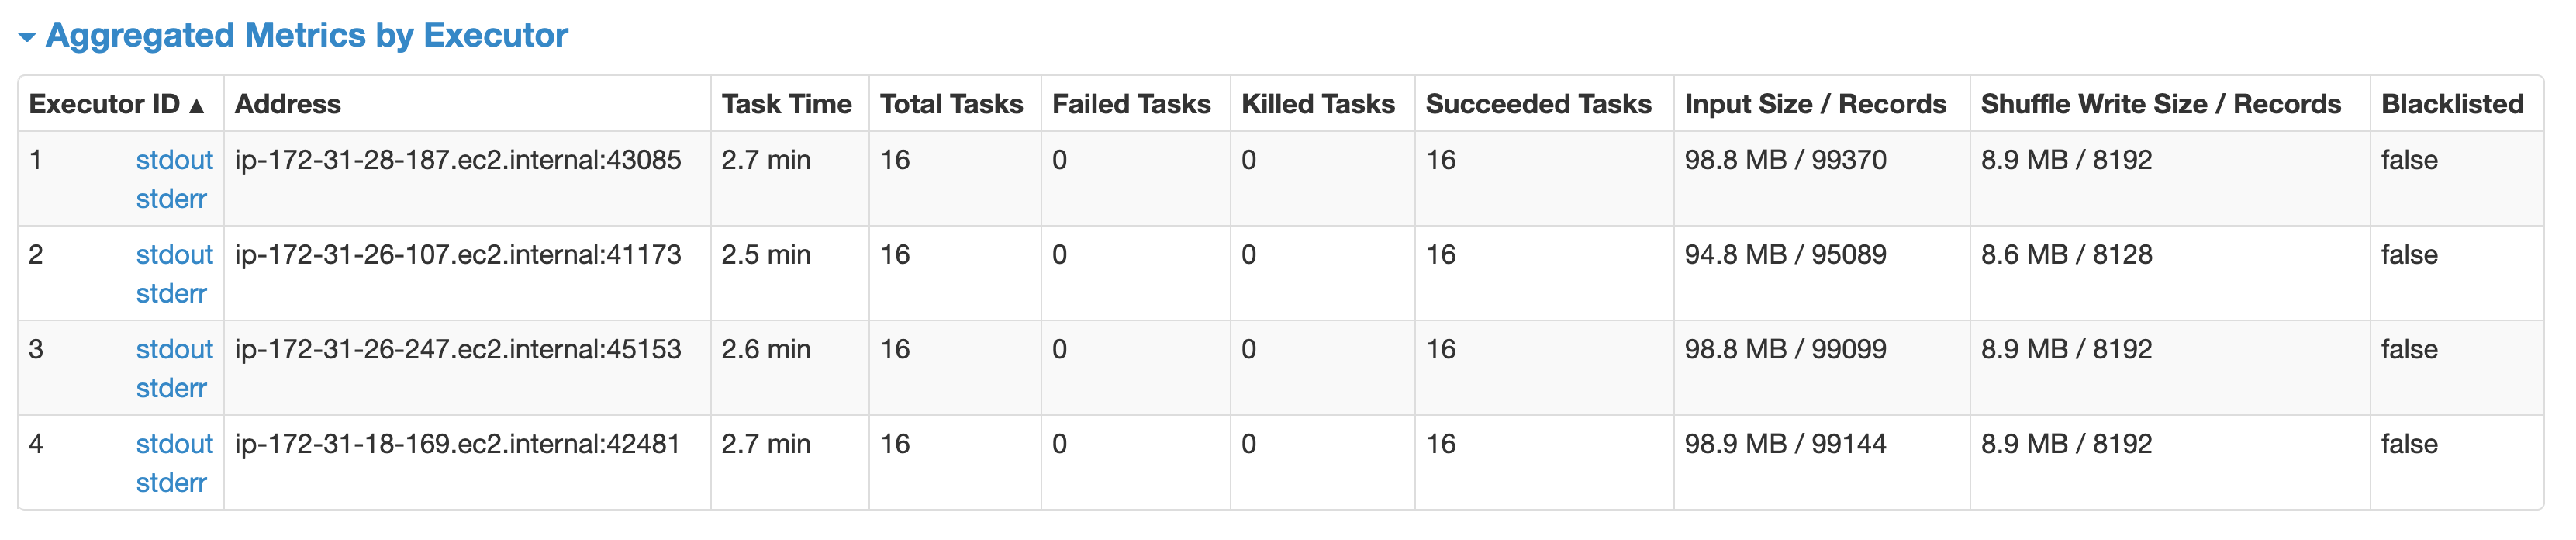 Aggregated Metrics by Executor
Executor ID ▲ Address Task Time Total Tasks Failed Tasks Killed Tasks Succeeded Tasks Input Size / Records Shuffle Write Size / Records Blacklisted
1 stdout ip-172-31-28-187.ec2.internal:43085 2.7 min 16 0 0 16 98.8 MB / 99370 8.9 MB / 8192 false
stderr
2 stdout ip-172-31-26-107.ec2.internal:41173 2.5 min 16 0 0 16 94.8 MB / 95089 8.6 MB / 8128 false
stderr
3 stdout ip-172-31-26-247.ec2.internal:45153 2.6 min 16 0 0 16 98.8 MB / 99099 8.9 MB / 8192 false
stderr
4 stdout ip-172-31-18-169.ec2.internal:42481 2.7 min 16 0 0 16 98.9 MB / 99144 8.9 MB / 8192 false
stderr